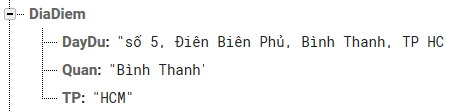 DiaDiem
DayDu: "số 5, Điên Biên Phủ, Bình Thanh, TP HC
Quan: "Bình Thanh'
TP: "HCM"